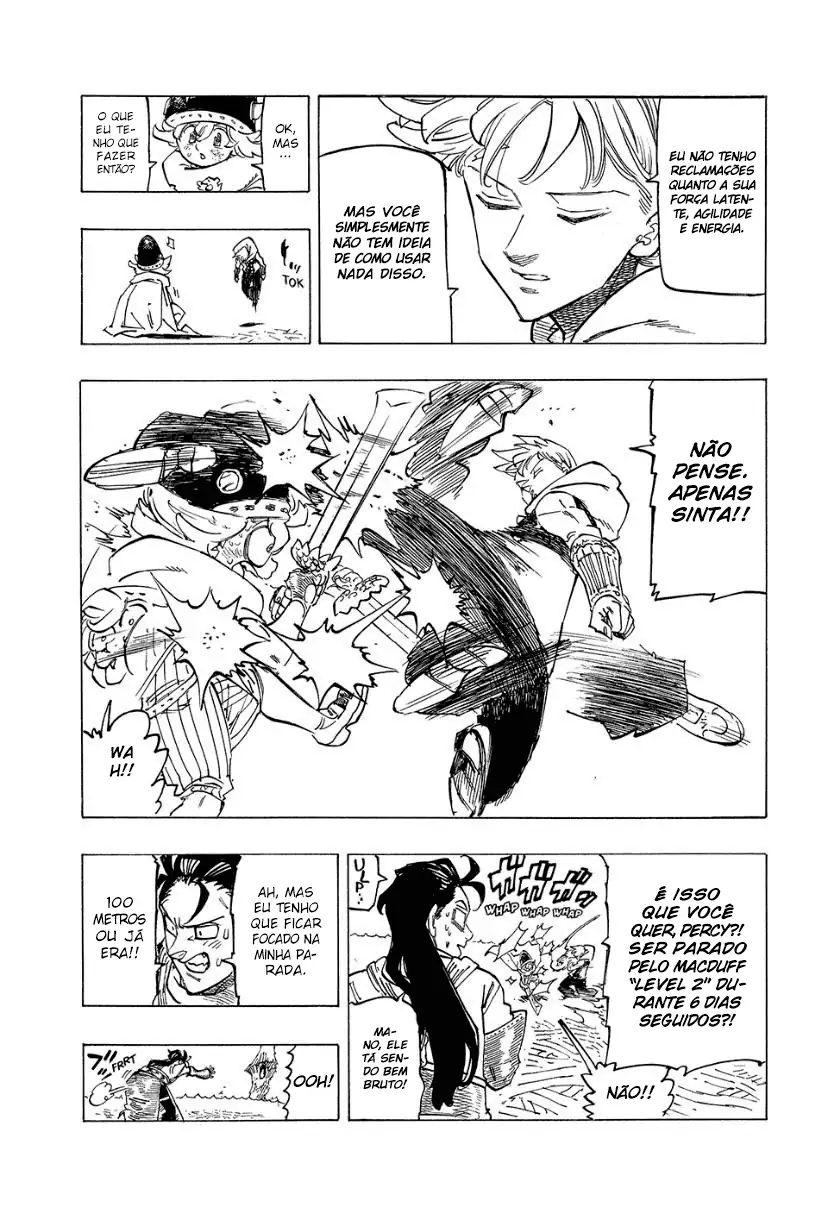 EU NÃO TENHO
RECLAMAÇÕES
QUANTO A SUA
FORÇA LATEN-
TE, AGILIDADE
E ENERGIA.
MAS VOCÊ
SIMPLESMENTE
NÃO TEM IDEIA
DE COMO USAR
NADA DISSO.
OK,
MAS
...
O QUE
EU TE-
NHO QUE
FAZER
ENTÃO?
TOK
NÃO
PENSE.
APENAS
SINTA!!
WA
H!!
É ISSO
QUE VOCÊ
QUER, PERCY?!
SER PARADO
PELO MACDUFF
"LEVEL 2" DU-
RANTE 6 DIAS
SEGUIDOS?!
ガガガ
WHAP WHAP WHAP
NÃO!!
MA-
NO, ELE
TÁ SEN-
DO BEM
BRUTO!
AH, MAS
EU TENHO
QUE FICAR
FOCADO NA
MINHA PA-
RADA.
100
METROS
OU JÁ
ERA!!
OOH!
ブ
FRRT